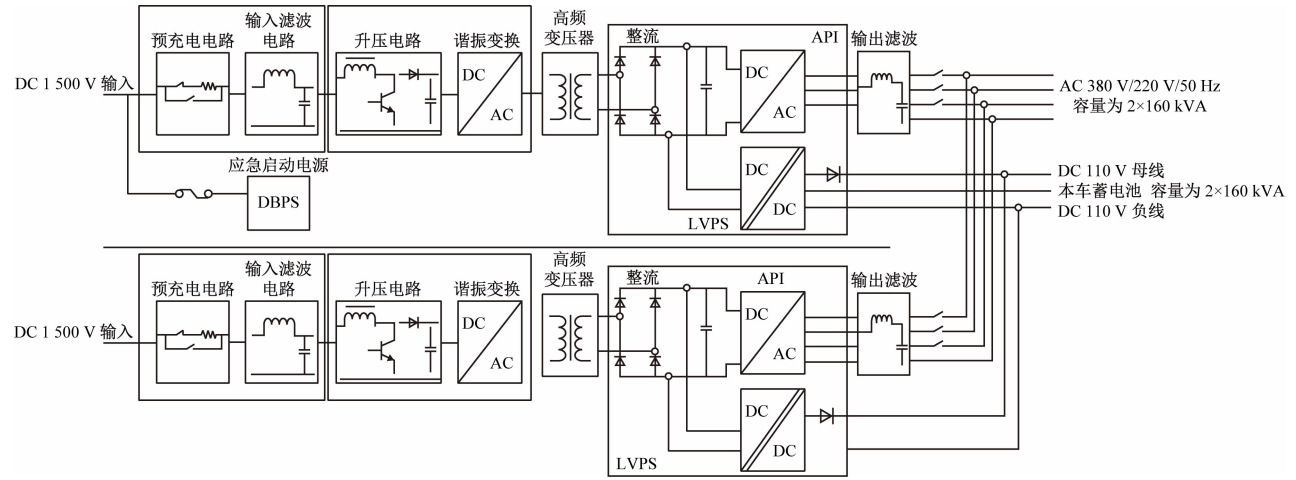 高频
变压器
输入滤波
电路
预充电电路
升压电路
谐振变换
整流
API
输出滤波
DC 1 500 V 输入
DC
AC
DC
AC
AC 380 V/220 V/50 Hz
容量为 2×160 kVA
应急启动电源
DBPS
DC
DC
LVPS
DC 110 V 母线
本车蓄电池 容量为 2×160 kVA
DC 110 V 负线
高频
变压器
输入滤波
电路
预充电电路
升压电路
谐振变换
整流
API
输出滤波
DC 1 500 V 输入
DC
AC
DC
AC
DC
DC
LVPS